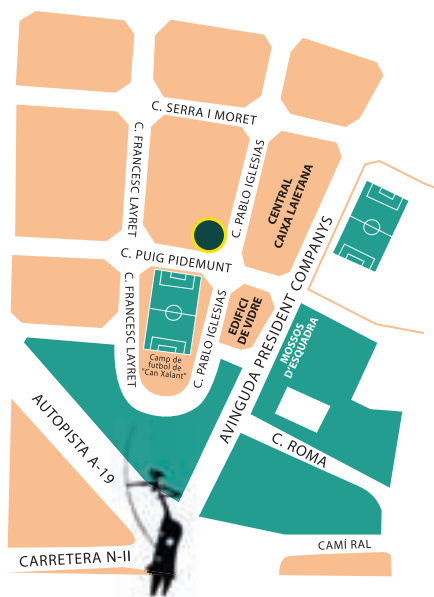 C. SERRA I MORET
C. FRANCESC LAYRET
C. PABLO IGLESIAS
CENTRAL
CAIXA LAIETANA
C. PUIG PIDEMUNT
AVINGUDA PRESIDENT COMPANYS
C. FRANCESC LAYRET
C. PABLO IGLESIAS
EDIFICI
DE VIDRE
MOSSOS
D'ESQUADRA
Camp de
futbol de
"Can Xalant"
AUTOPISTA A-19
C. ROMA
CAMÍ RAL
CARRETERA N-II